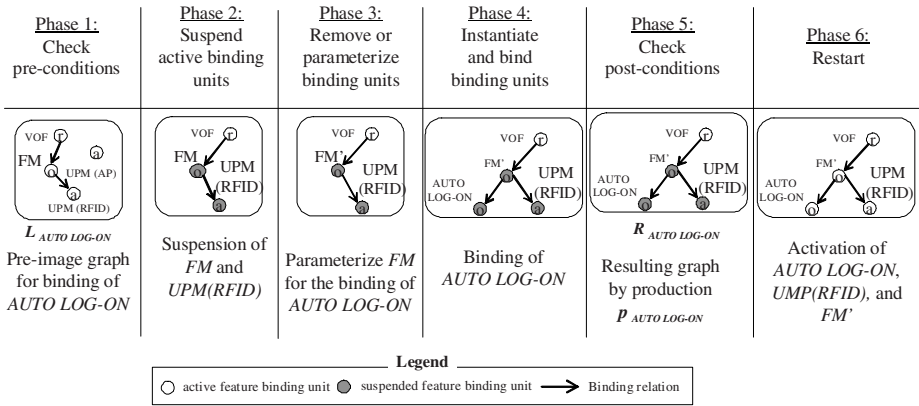 Phase 1:
Check
pre-conditions
Phase 2:
Suspend
active binding
units
Phase 3:
Remove or
parameterize
binding units
Phase 4:
Instantiate
and bind
binding units
Phase 5:
Check
post-conditions
Phase 6:
Restart
VOF
r
FM
o
a
UPM (AP)
a
UPM (RFID)
L AUTO LOG-ON
Pre-image graph
for binding of
AUTO LOG-ON
VOF
r
FM
o
UPM
(RFID)
a
Suspension of
FM and
UPM(RFID)
VOF
r
FM'
o
UPM
(RFID)
a
Parameterize FM
for the binding of
AUTO LOG-ON
VOF
r
FM'
o
UPM
(RFID)
AUTO
LOG-ON
o
a
Binding of
AUTO LOG-ON
VOF
r
FM'
o
UPM
(RFID)
AUTO
LOG-ON
o
a
R AUTO LOG-ON
Resulting graph
by production
p AUTO LOG-ON
VOF
r
FM'
o
UPM
(RFID)
AUTO
LOG-ON
o
a
Activation of
AUTO LOG-ON,
UMP(RFID), and
FM'
Legend
active feature binding unit
suspended feature binding unit
Binding relation